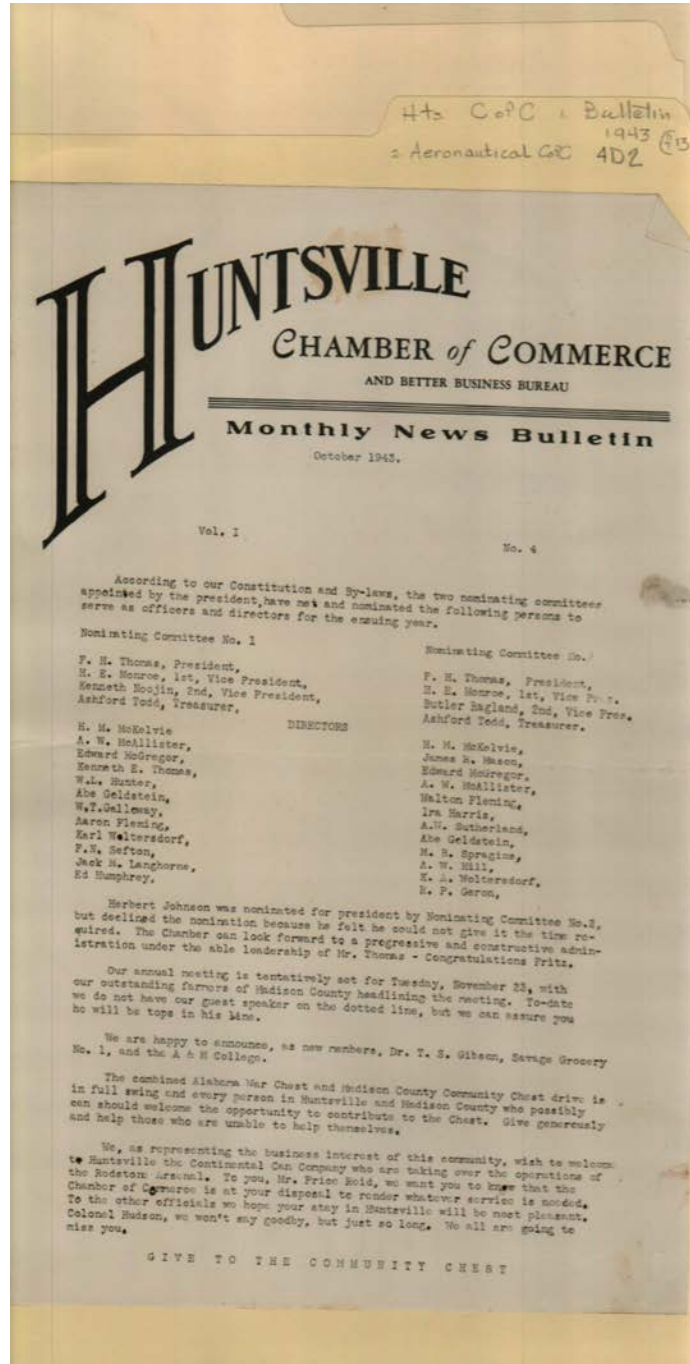 Hts CofC : Bulletin
1943
= Aeronautical CofC 4D2
HUNTSVILLE
CHAMBER of COMMERCE
AND BETTER BUSINESS BUREAU
Monthly News Bulletin
October 1943.
Vol. I
No. 4
According to our Constitution and By-laws, the two nominating committees
appointed by the president,have met and nominated the following persons to
serve as officers and directors for the ensuing year.
Nominating Committee No. 1
F. H. Thomas, President,
H. E. Monroe, 1st, Vice President,
Kenneth Noojin, 2nd, Vice President,
Ashford Todd, Treasurer,
DIRECTORS
H. M. McKelvie
A. W. McAllister,
Edward McGregor,
Kenneth E. Thomas,
W.L. Hunter,
Abe Geldstein,
W.T.Galloway,
Aaron Fleming,
Karl Woltersdorf,
P.N. Sefton,
Jack M. Langhorne,
Ed Humphrey.
Nominating Committee No.
F. H. Thomas, President,
H. E. Monroe, 1st, Vice Pres.
Butler Ragland, 2nd, Vice Pres.
Ashford Todd, Treasurer.
H. M. McKelvie,
James R. Mason,
Edward McGregor,
A. W. McAllister,
Walton Fleming,
Ira Harris,
A.W. Sutherland,
Abe Geldstein,
M. R. Spragins,
A. W. Hill,
K. A. Woltersdorf,
R. P. Geron,
Herbert Johnson was nominated for president by Nominating Committee No.2,
but declined the nomination because he felt he could not give it the time re-
quired. The Chamber can look forward to a progressive and constructive admin-
istration under the able leadership of Mr. Thomas - Congratulations Fritz.
Our annual meeting is tentatively set for Tuesday, November 23, with
our outstanding farmers of Madison County headlining the meeting. To-date
we do not have our guest speaker on the dotted line, but we can assure you
he will be tops in his line.
We are happy to announce, as new members, Dr. T. S. Gibson, Savage Grocery
No. 1, and the A & M College.
The combined Alabama War Chest and Madison County Community Chest drive is
in full swing and every person in Huntsville and Madison County who possibly
can should welcome the opportunity to contribute to the Chest. Give generously
and help those who are unable to help themselves.
We, as representing the business interest of this community, wish to welcome
to Huntsville the Continental Can Company who are taking over the operations of
the Redstone Arsenal. To you, Mr. Price Reid, we want you to know that the
Chamber of Commerce is at your disposal to render whatever service is needed.
To the other officials we hope your stay in Huntsville will be most pleasant.
Colonel Hudson, we won't say goodby, but just so long. We all are going to
miss you.
GIVE TO THE COMMUNITY CHEST